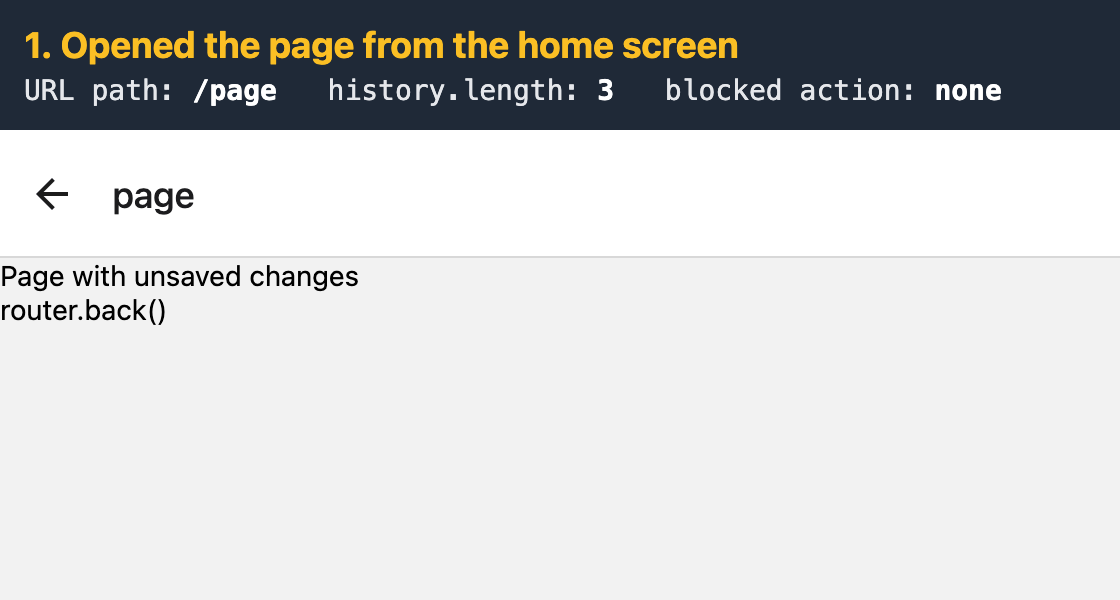 1. Opened the page from the home screen
URL path: /page   history.length: 3   blocked action: none
page
Page with unsaved changes
router.back()